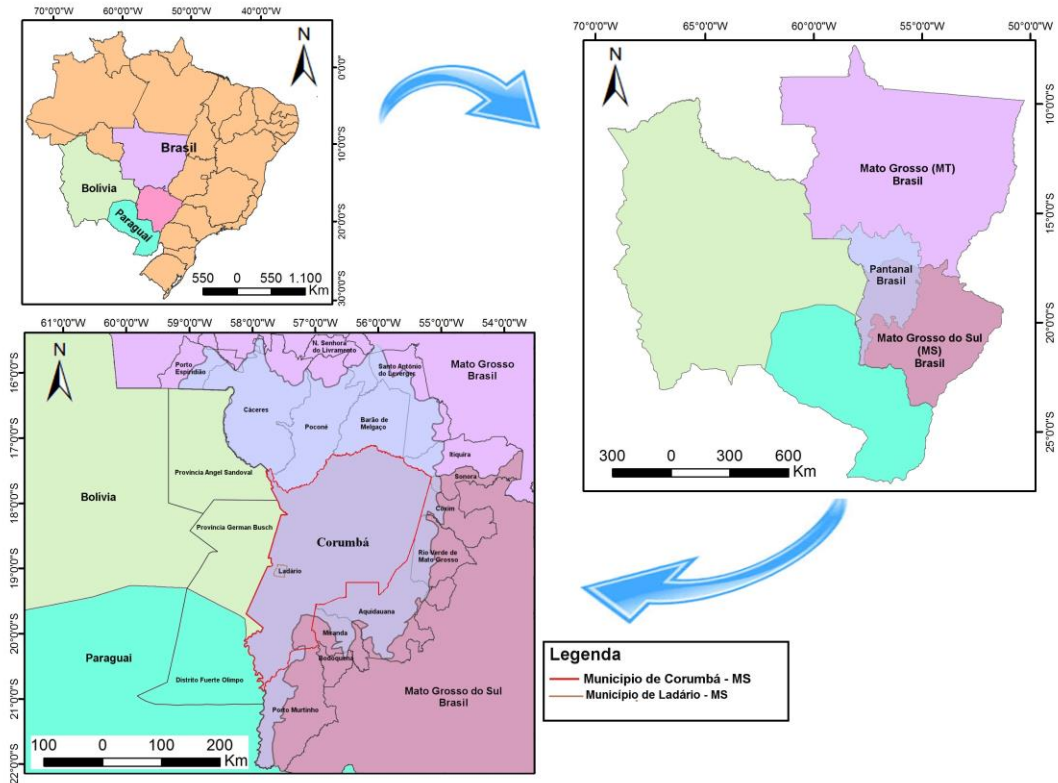 70°0'0"W 60°0'0"W 50°0'0"W 40°0'0"W
N
0°0'0"
10°0'0"S
20°0'0"S
30°0'0"S
Brasil
Bolivia
Paraguai
550 0 550 1.100
Km
70°0'0"W 65°0'0"W 60°0'0"W 55°0'0"W 50°0'0"W
N
10°0'0"S
15°0'0"S
20°0'0"S
25°0'0"S
Mato Grosso (MT)
Brasil
Pantanal
Brasil
Mato Grosso do Sul
(MS)
Brasil
300 0 300 600
Km
61°0'0"W 60°0'0"W 59°0'0"W 58°0'0"W 57°0'0"W 56°0'0"W 55°0'0"W 54°0'0"W
N
16°0'0"S
17°0'0"S
18°0'0"S
19°0'0"S
20°0'0"S
21°0'0"S
22°0'0"S
N. Senhora
do Livramento
Porto
Espiridião
Santo Antônio
do Leverger
Mato Grosso
Brasil
Cáceres
Poconé
Barão de
Melgaço
Itiquira
Sonora
Provincia Angel Sandoval
Bolivia
Coxim
Provincia German Busch
Corumbá
Rio Verde de
Mato Grosso
Ladário
Aquidauana
Miranda
Bodoquena
Paraguai
Distrito Fuerte Olimpo
Mato Grosso do Sul
Brasil
Porto Murtinho
100 0 100 200
Km
Legenda
Municipio de Corumbá - MS
Município de Ladário - MS